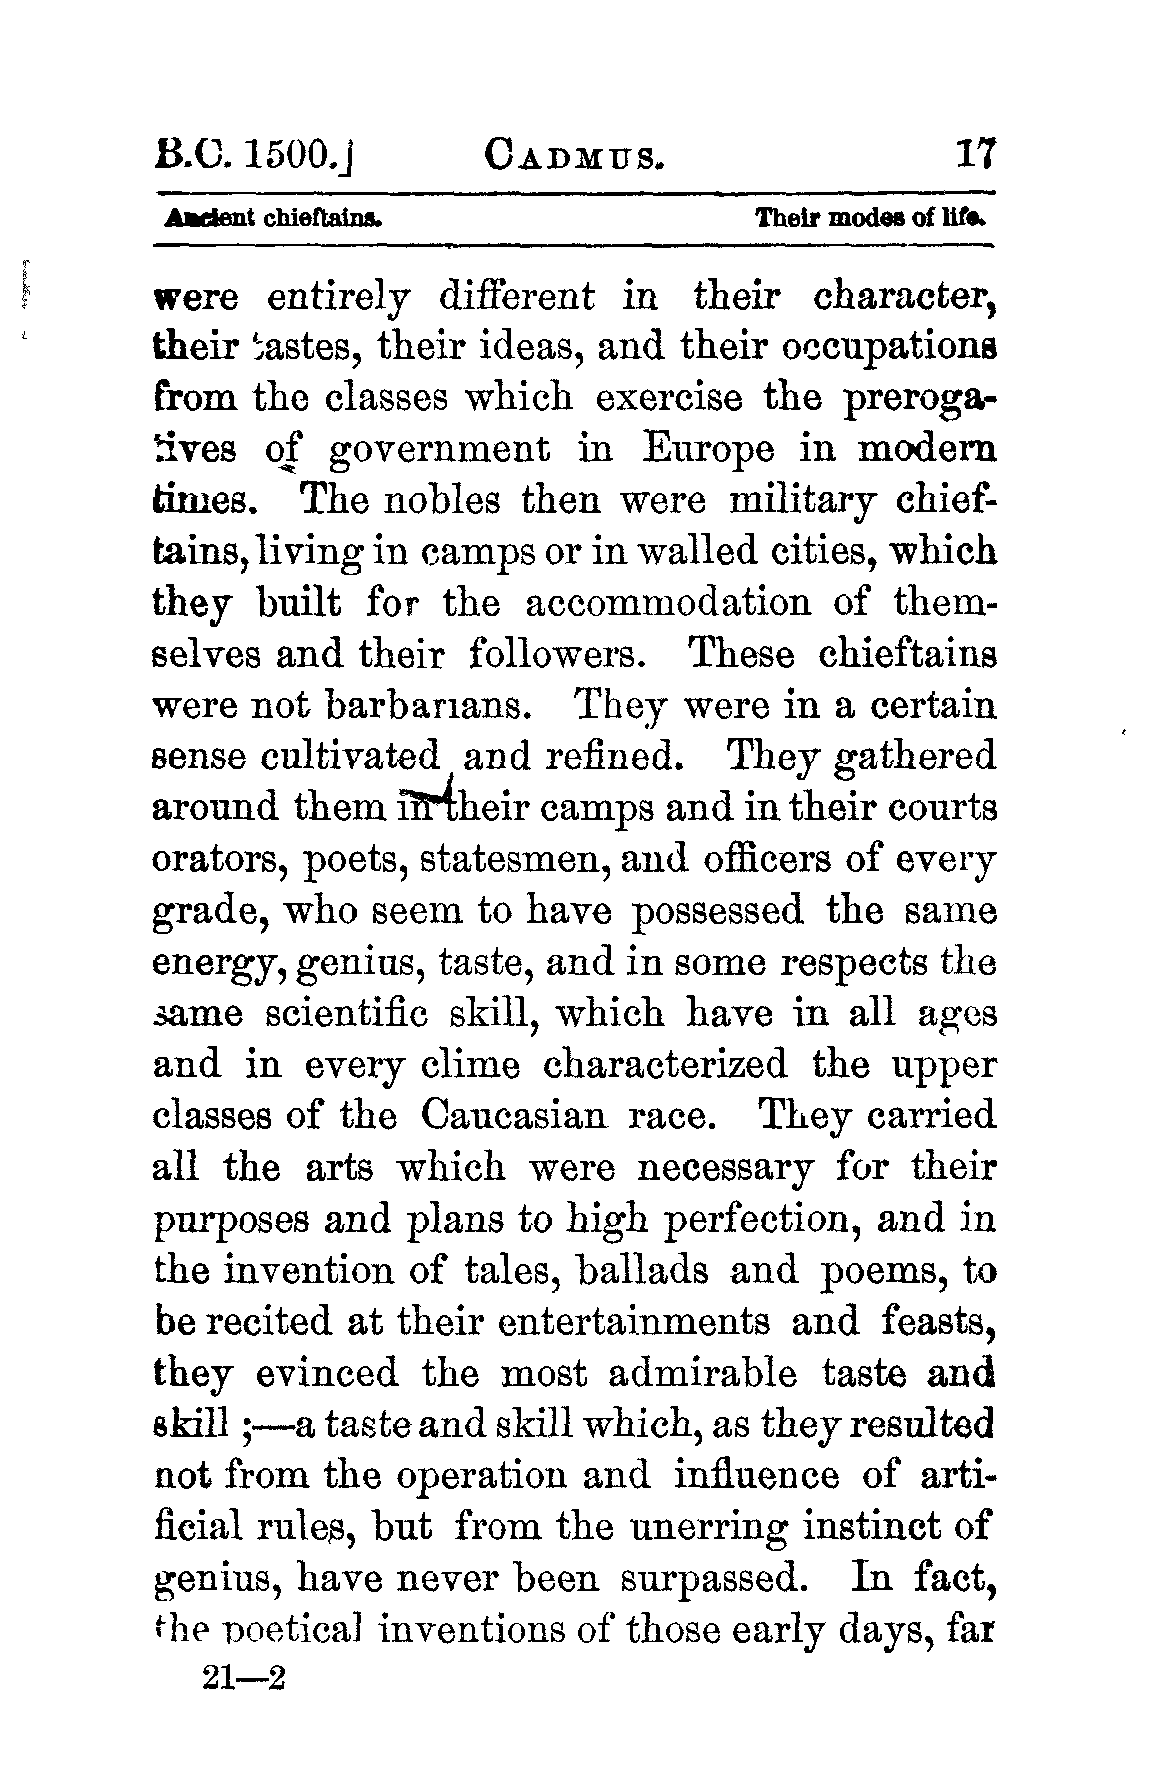 B.C. 1500.] CADMUS. 17
Ancient chieftains. Their modes of life.
were entirely different in their character,
their tastes, their ideas, and their occupations
from the classes which exercise the preroga-
tives of government in Europe in modern
times. The nobles then were military chief-
tains, living in camps or in walled cities, which
they built for the accommodation of them-
selves and their followers. These chieftains
were not barbarians. They were in a certain
sense cultivated and refined. They gathered
around them in their camps and in their courts
orators, poets, statesmen, and officers of every
grade, who seem to have possessed the same
energy, genius, taste, and in some respects the
same scientific skill, which have in all ages
and in every clime characterized the upper
classes of the Caucasian race. They carried
all the arts which were necessary for their
purposes and plans to high perfection, and in
the invention of tales, ballads and poems, to
be recited at their entertainments and feasts,
they evinced the most admirable taste and
skill ;—a taste and skill which, as they resulted
not from the operation and influence of arti-
ficial rules, but from the unerring instinct of
genius, have never been surpassed. In fact,
the poetical inventions of those early days, far
21—2